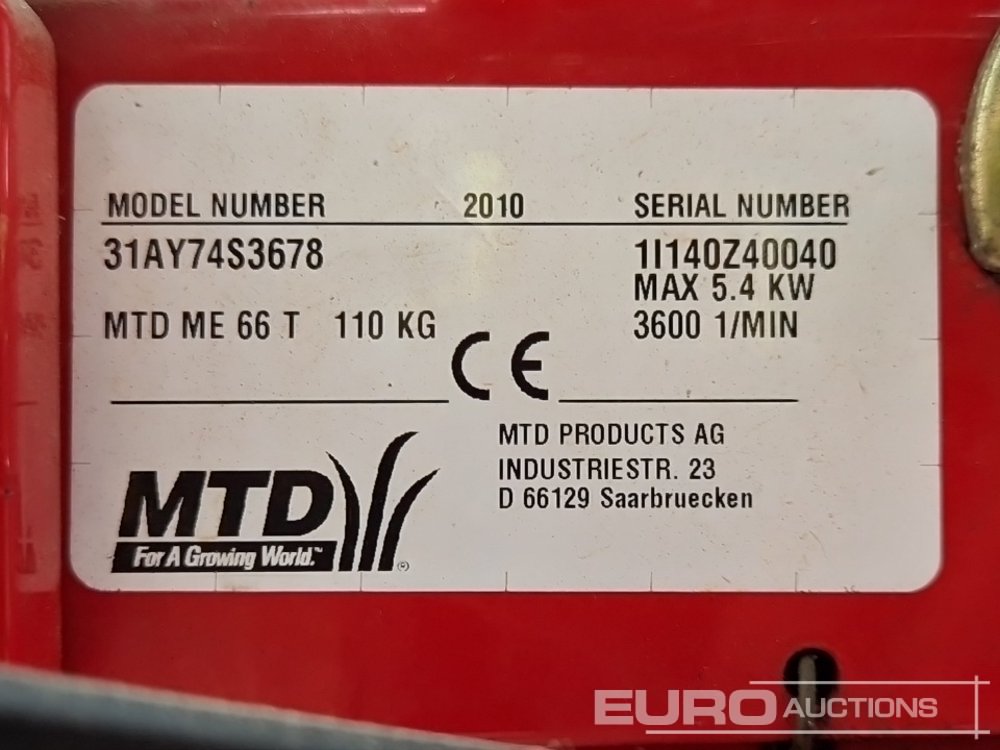 MODEL NUMBER 2010 SERIAL NUMBER
31AY74S3678 1I140Z40040
MAX 5.4 KW
MTD ME 66 T 110 KG 3600 1/MIN
CE
MTD PRODUCTS AG
INDUSTRIESTR. 23
D 66129 Saarbruecken
MTD
For A Growing World.™
®
EURO AUCTIONS